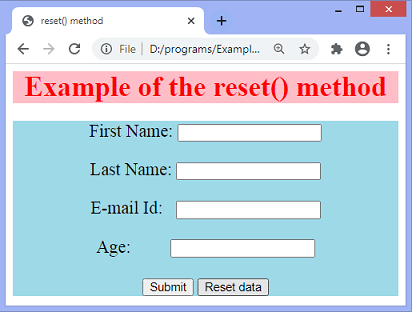 reset() method
File | D:/programs/Exampl...
Example of the reset() method
First Name:
Last Name:
E-mail Id:
Age:
Submit Reset data